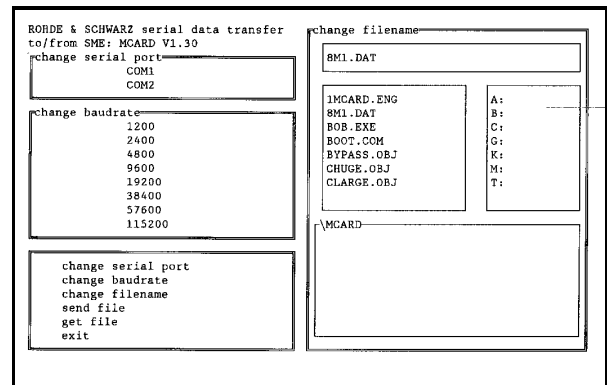 ROHDE & SCHWARZ serial data transfer
to/from SME: MCARD V1.30
change serial port
COM1
COM2
change baudrate
1200
2400
4800
9600
19200
38400
57600
115200
change serial port
change baudrate
change filename
send file
get file
exit
change filename
8M1.DAT
1MCARD.ENG
8M1.DAT
BOB.EXE
BOOT.COM
BYPASS.OBJ
CHUGE.OBJ
CLARGE.OBJ
A:
B:
C:
G:
K:
M:
T:
\MCARD